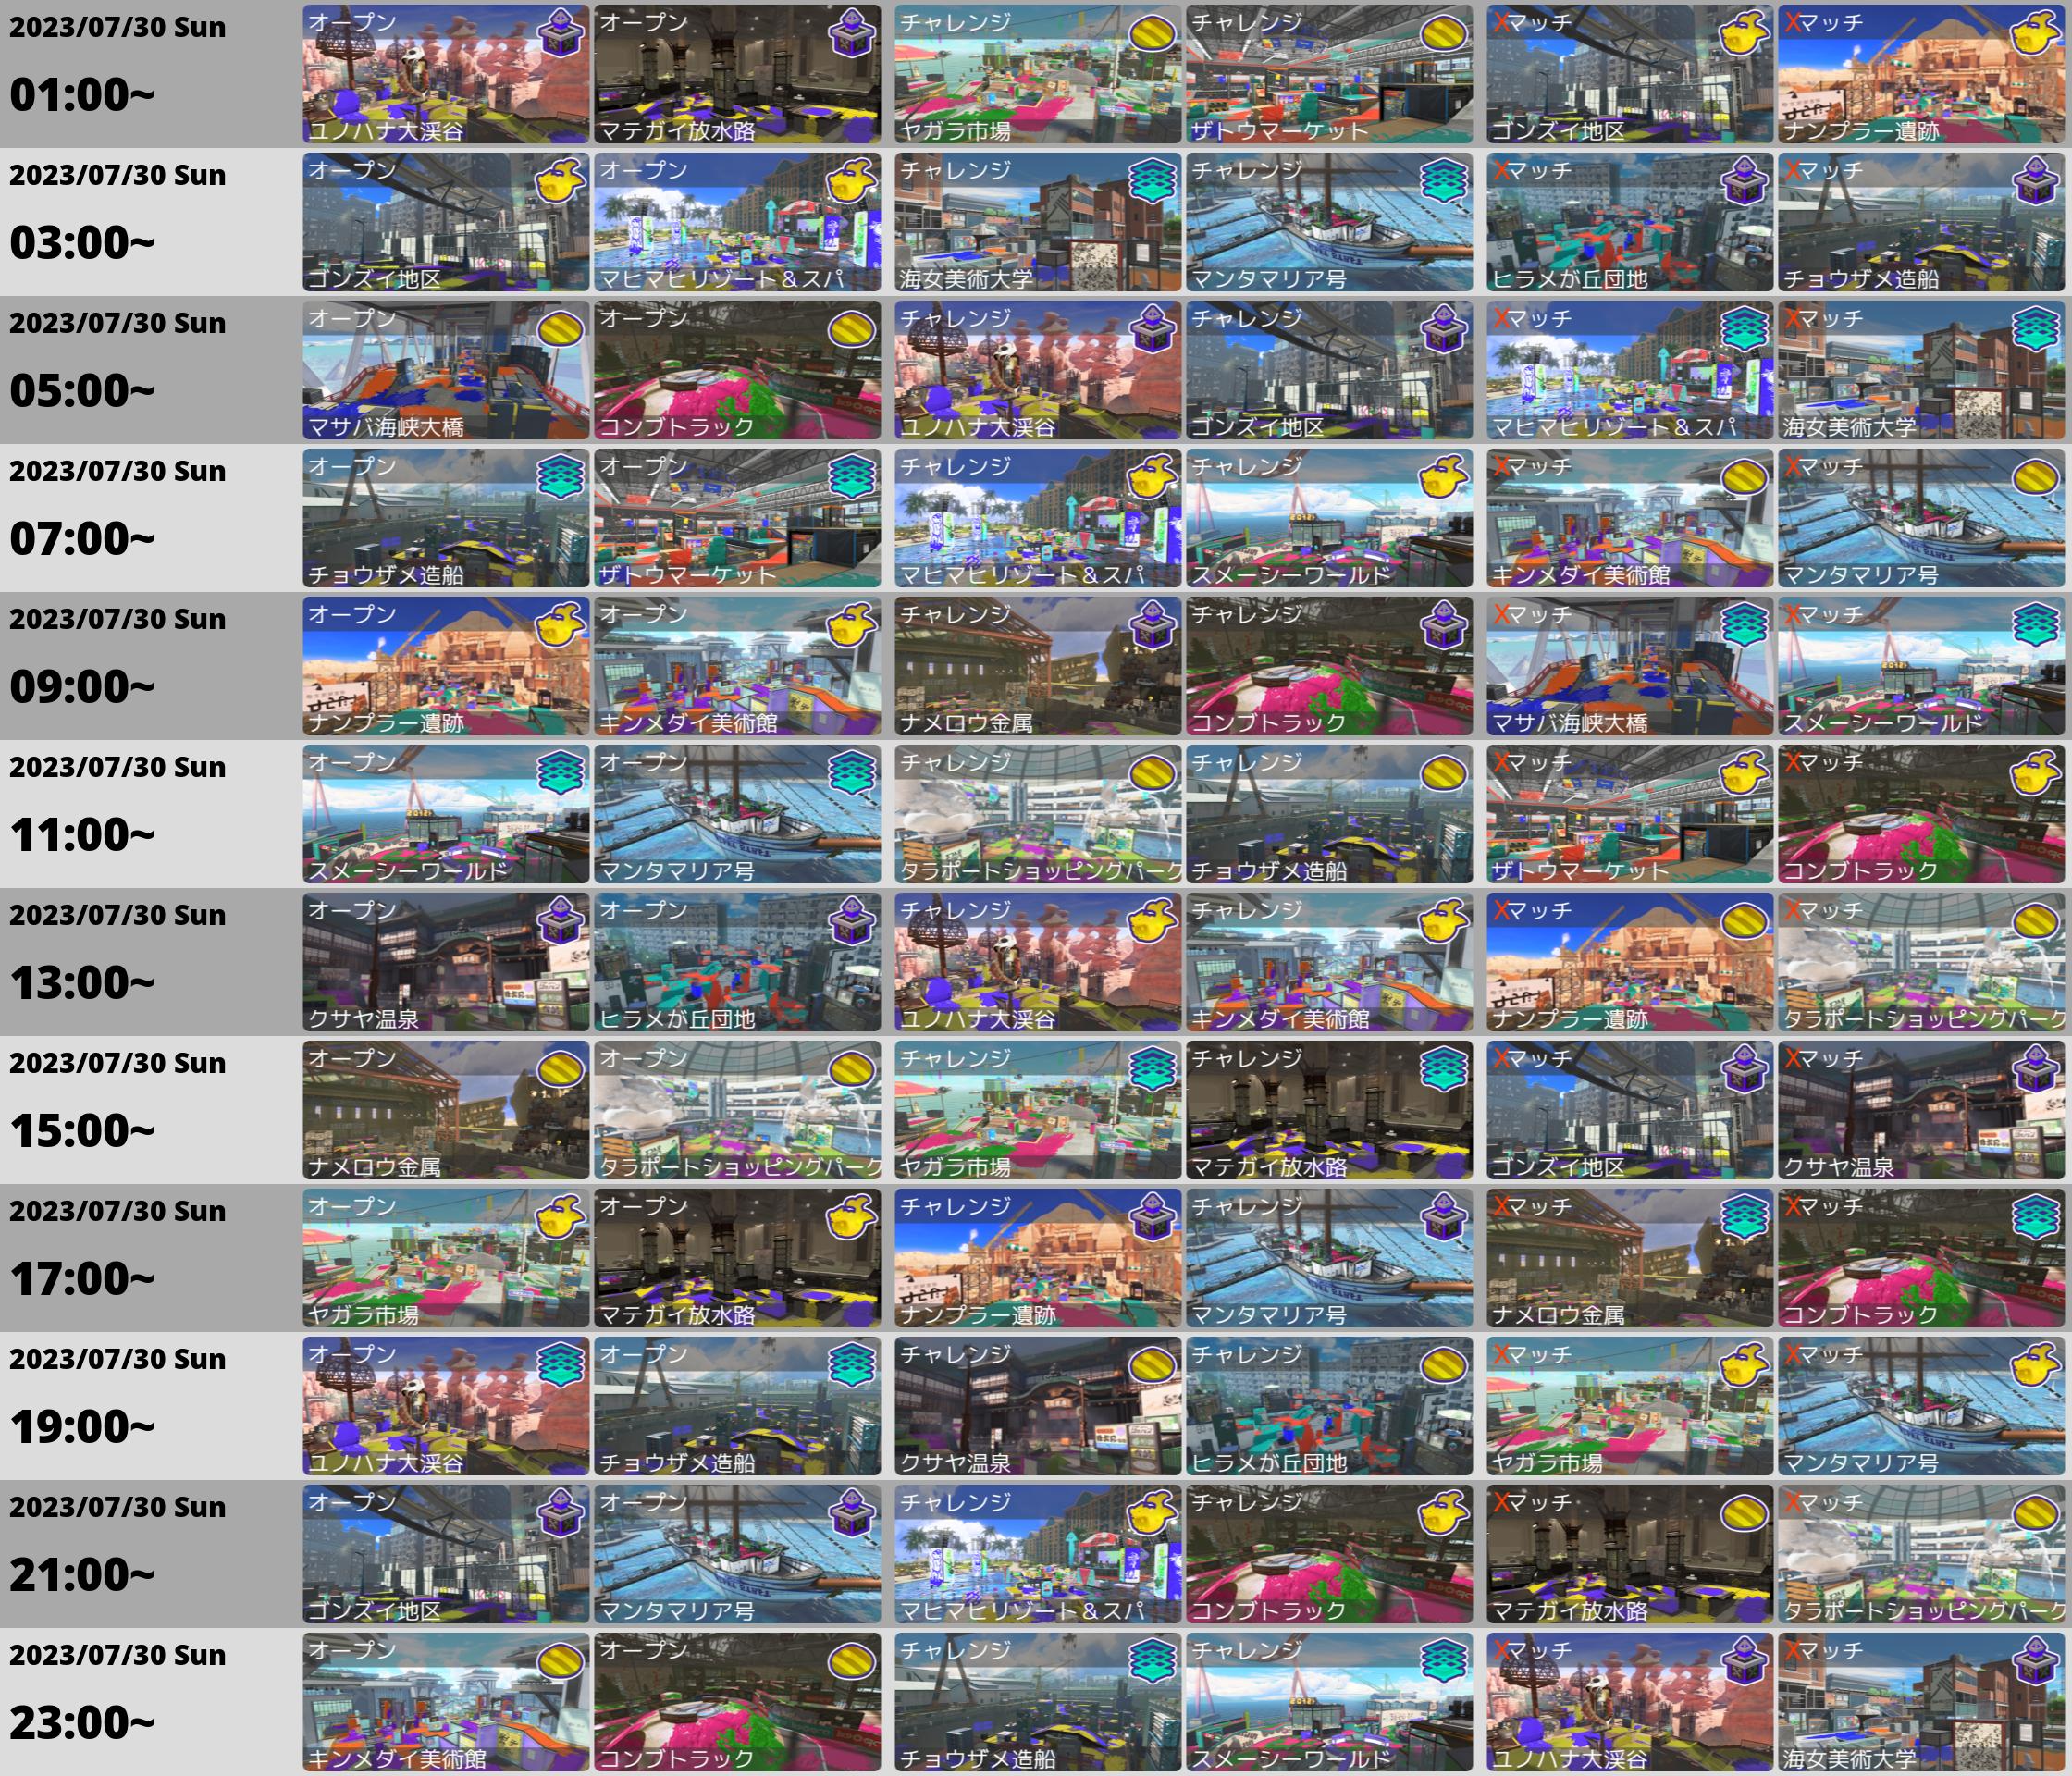 2023/07/30 Sun
01:00~
オープン オープン チャレンジ チャレンジ Xマッチ Xマッチ
ユノハナ大渓谷 マテガイ放水路 ヤガラ市場 ザトウマーケット ゴンズイ地区 ナンプラー遺跡
2023/07/30 Sun
03:00~
オープン オープン チャレンジ チャレンジ Xマッチ Xマッチ
ゴンズイ地区 マヒマヒリゾート＆スパ 海女美術大学 マンタマリア号 ヒラメが丘団地 チョウザメ造船
2023/07/30 Sun
05:00~
オープン オープン チャレンジ チャレンジ Xマッチ Xマッチ
マサバ海峡大橋 コンブトラック ユノハナ大渓谷 ゴンズイ地区 マヒマヒリゾート＆スパ 海女美術大学
2023/07/30 Sun
07:00~
オープン オープン チャレンジ チャレンジ Xマッチ Xマッチ
チョウザメ造船 ザトウマーケット マヒマヒリゾート＆スパ スメーシーワールド キンメダイ美術館 マンタマリア号
2023/07/30 Sun
09:00~
オープン オープン チャレンジ チャレンジ Xマッチ Xマッチ
ナンプラー遺跡 キンメダイ美術館 ナメロウ金属 コンブトラック マサバ海峡大橋 スメーシーワールド
2023/07/30 Sun
11:00~
オープン オープン チャレンジ チャレンジ Xマッチ Xマッチ
スメーシーワールド マンタマリア号 タラポートショッピングパーク チョウザメ造船 ザトウマーケット コンブトラック
2023/07/30 Sun
13:00~
オープン オープン チャレンジ チャレンジ Xマッチ Xマッチ
クサヤ温泉 ヒラメが丘団地 ユノハナ大渓谷 キンメダイ美術館 ナンプラー遺跡 タラポートショッピングパーク
2023/07/30 Sun
15:00~
オープン オープン チャレンジ チャレンジ Xマッチ Xマッチ
ナメロウ金属 タラポートショッピングパーク ヤガラ市場 マテガイ放水路 ゴンズイ地区 クサヤ温泉
2023/07/30 Sun
17:00~
オープン オープン チャレンジ チャレンジ Xマッチ Xマッチ
ヤガラ市場 マテガイ放水路 ナンプラー遺跡 マンタマリア号 ナメロウ金属 コンブトラック
2023/07/30 Sun
19:00~
オープン オープン チャレンジ チャレンジ Xマッチ Xマッチ
ユノハナ大渓谷 チョウザメ造船 クサヤ温泉 ヒラメが丘団地 ヤガラ市場 マンタマリア号
2023/07/30 Sun
21:00~
オープン オープン チャレンジ チャレンジ Xマッチ Xマッチ
ゴンズイ地区 マンタマリア号 マヒマヒリゾート＆スパ コンブトラック マテガイ放水路 タラポートショッピングパーク
2023/07/30 Sun
23:00~
オープン オープン チャレンジ チャレンジ Xマッチ Xマッチ
キンメダイ美術館 コンブトラック チョウザメ造船 スメーシーワールド ユノハナ大渓谷 海女美術大学